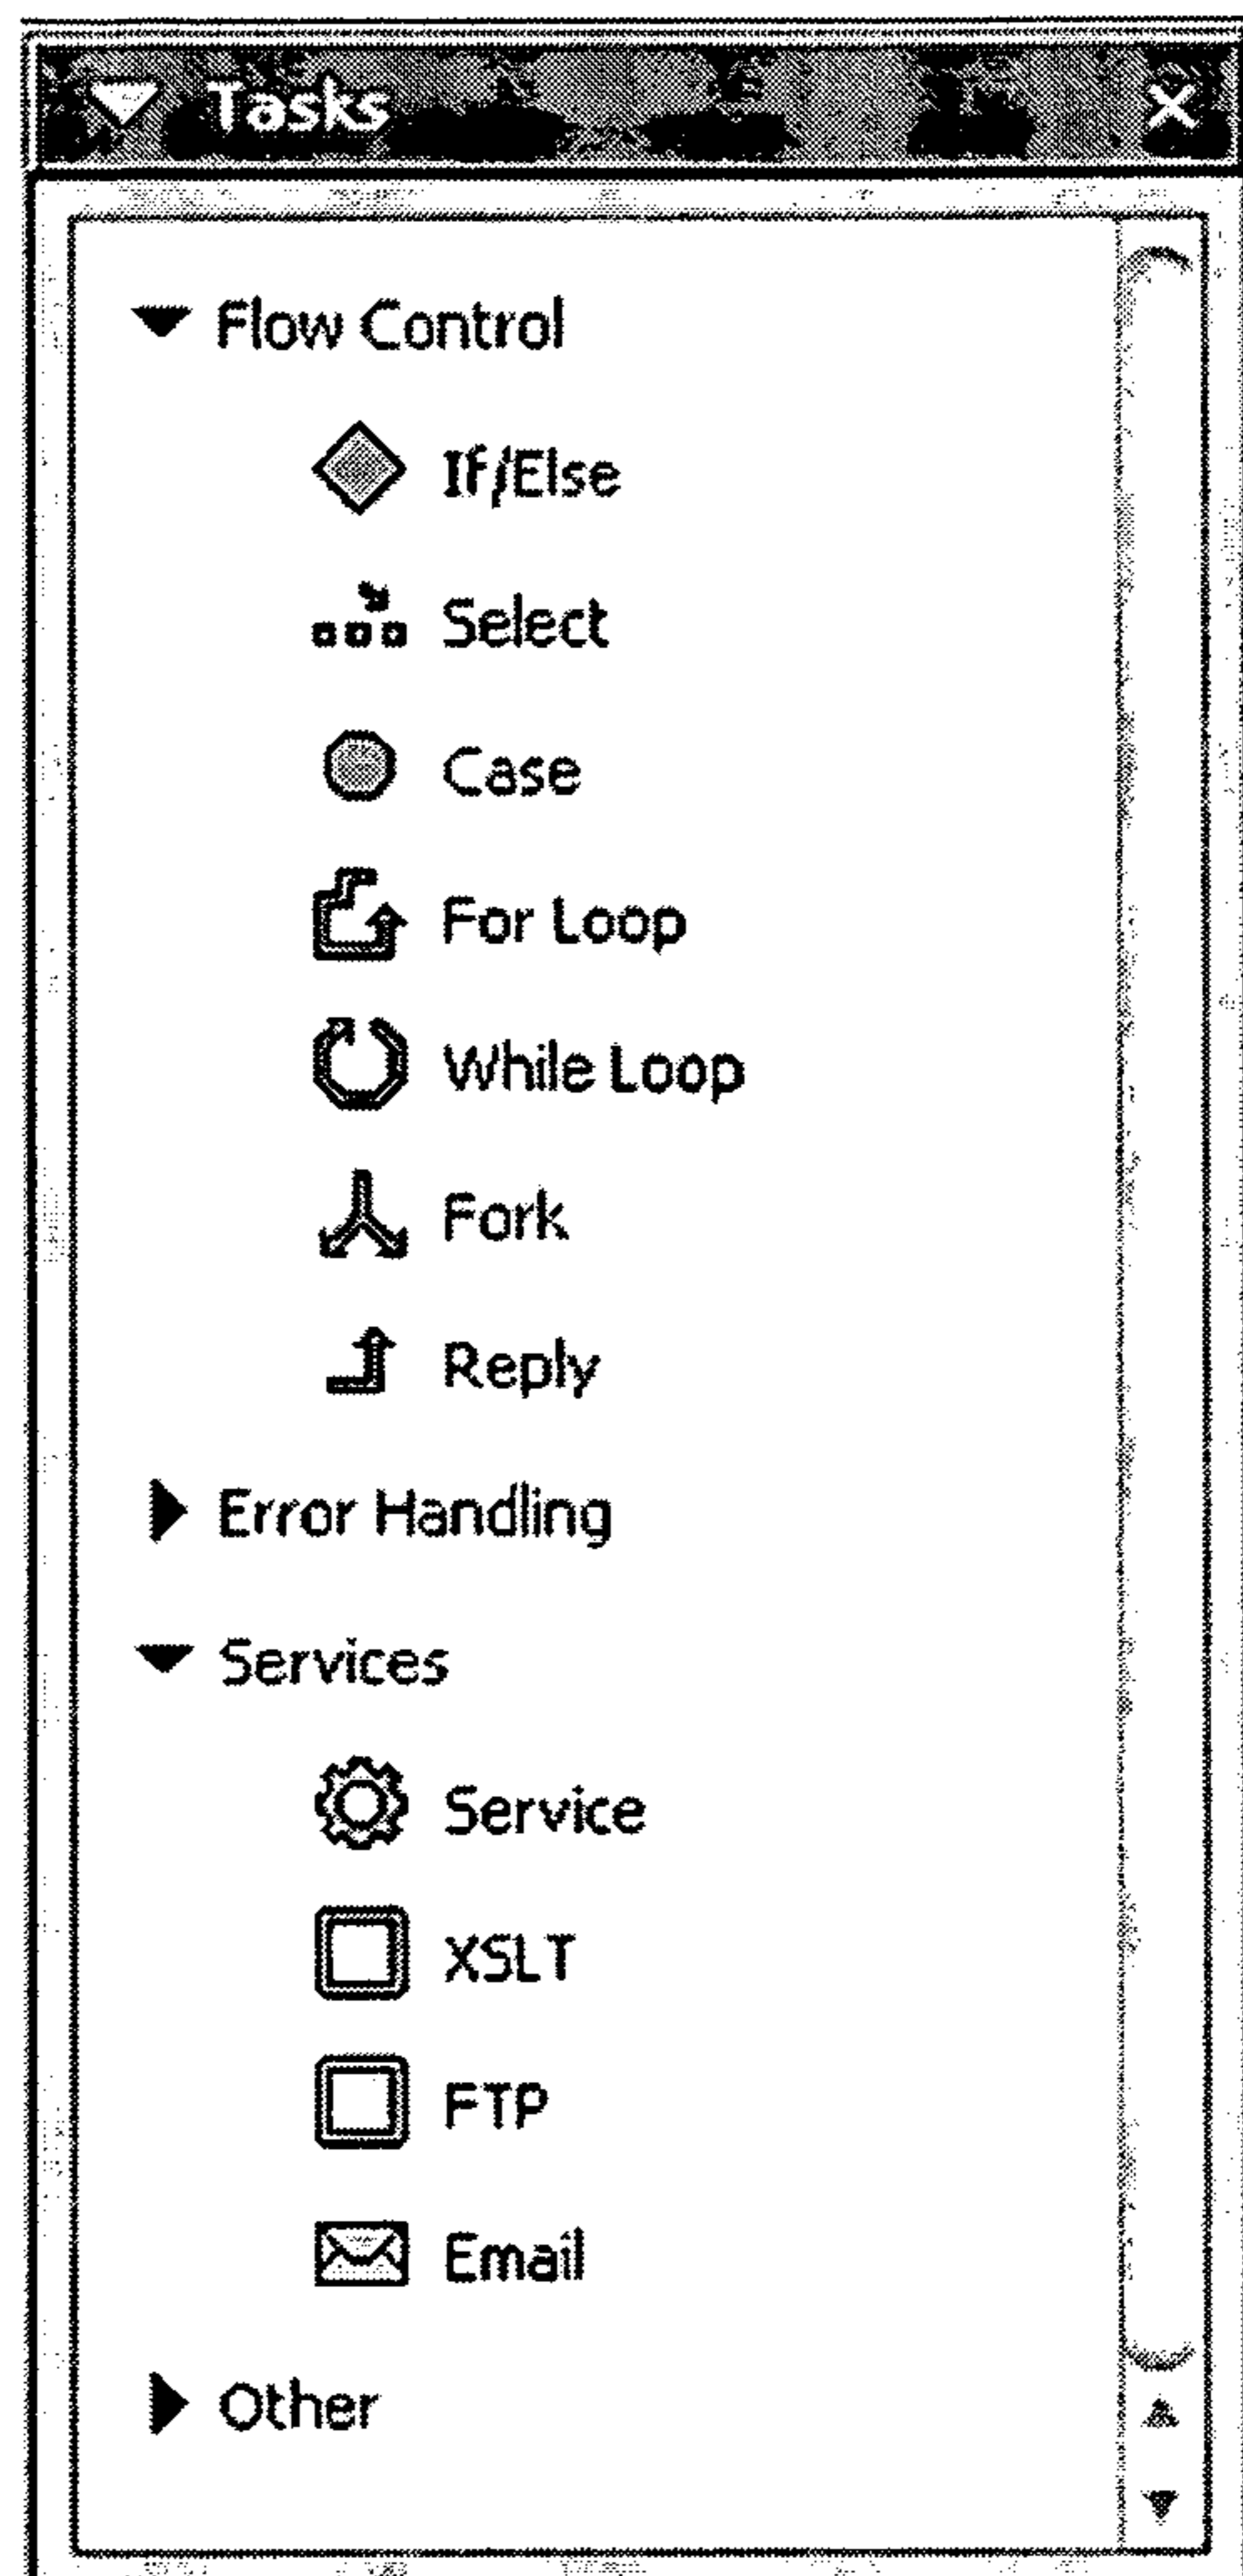 Tasks
Flow Control
If/Else
Select
Case
For Loop
While Loop
Fork
Reply
Error Handling
Services
Service
XSLT
FTP
Email
Other